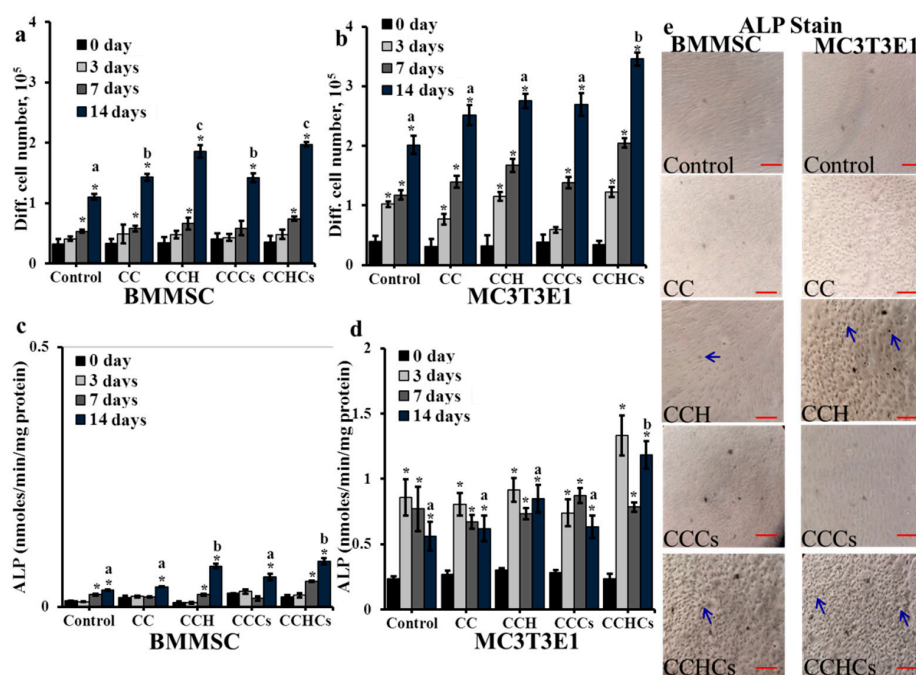 a
0 day
3 days
7 days
14 days
Diff. cell number, 10⁵
4
3
2
1
0
* a
* * b
* * c
* b
* * c
Control CC CCH CCCs CCHCs
BMMSC
b
0 day
3 days
7 days
14 days
Diff. cell number, 10⁵
4
3
2
1
0
* * * a
* * * a
* * * a
* * a
* * * b
Control CC CCH CCCs CCHCs
MC3T3E1
c
0 day
3 days
7 days
14 days
ALP (nmoles/min/mg protein)
0.5
0
* * a
* a
* * b
* a
* * b
Control CC CCH CCCs CCHCs
BMMSC
d
0 day
3 days
7 days
14 days
ALP (nmoles/min/mg protein)
2
1.5
1
0.5
0
* * * a
* * * a
* * * a
* * * a
* * * b
Control CC CCH CCCs CCHCs
MC3T3E1
e
ALP Stain
BMMSC MC3T3E1
Control Control
CC CC
CCH CCH
CCCs CCCs
CCHCs CCHCs